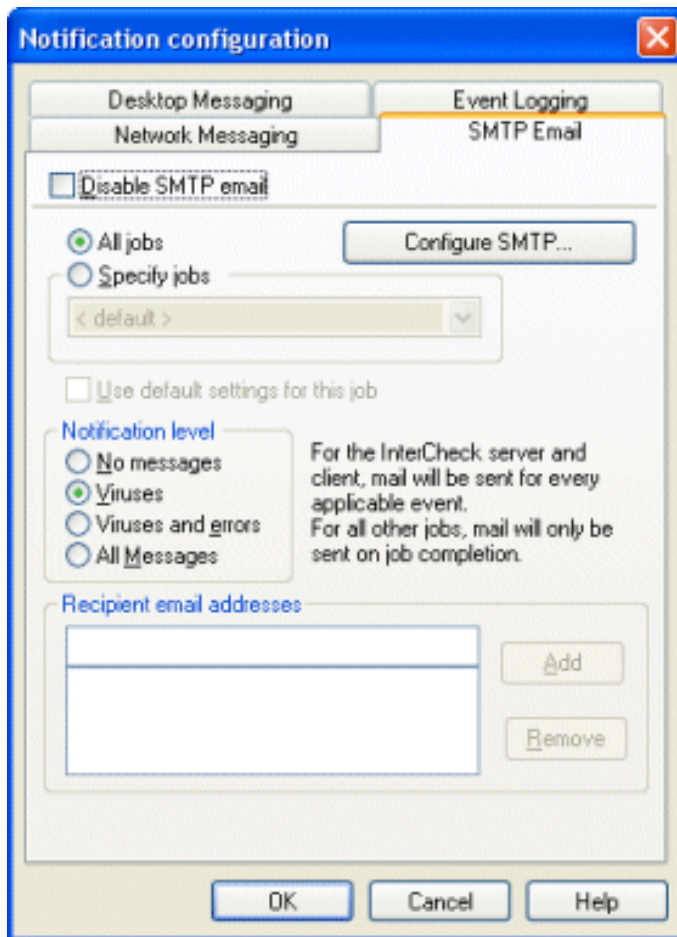 Notification configuration
Desktop Messaging
Event Logging
Network Messaging
SMTP Email
Disable SMTP email
All jobs
Configure SMTP...
Specify jobs
< default >
Use default settings for this job
Notification level
No messages
Viruses
Viruses and errors
All Messages
For the InterCheck server and
client, mail will be sent for every
applicable event.
For all other jobs, mail will only be
sent on job completion.
Recipient email addresses
Add
Remove
OK
Cancel
Help